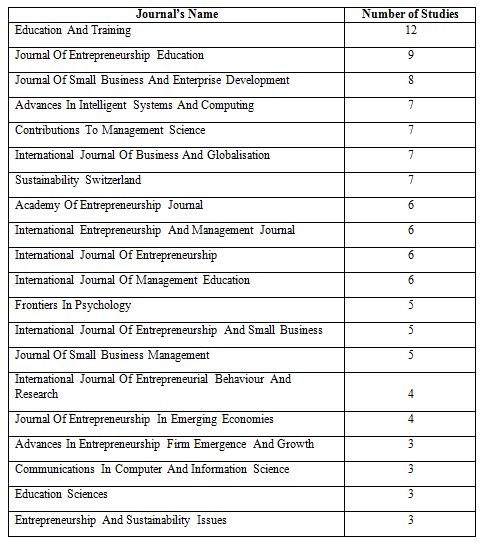 Journal's Name Number of Studies
Education And Training 12
Journal Of Entrepreneurship Education 9
Journal Of Small Business And Enterprise Development 8
Advances In Intelligent Systems And Computing 7
Contributions To Management Science 7
International Journal Of Business And Globalisation 7
Sustainability Switzerland 7
Academy Of Entrepreneurship Journal 6
International Entrepreneurship And Management Journal 6
International Journal Of Entrepreneurship 6
International Journal Of Management Education 6
Frontiers In Psychology 5
International Journal Of Entrepreneurship And Small Business 5
Journal Of Small Business Management 5
International Journal Of Entrepreneurial Behaviour And
Research 4
Journal Of Entrepreneurship In Emerging Economies 4
Advances In Entrepreneurship Firm Emergence And Growth 3
Communications In Computer And Information Science 3
Education Sciences 3
Entrepreneurship And Sustainability Issues 3